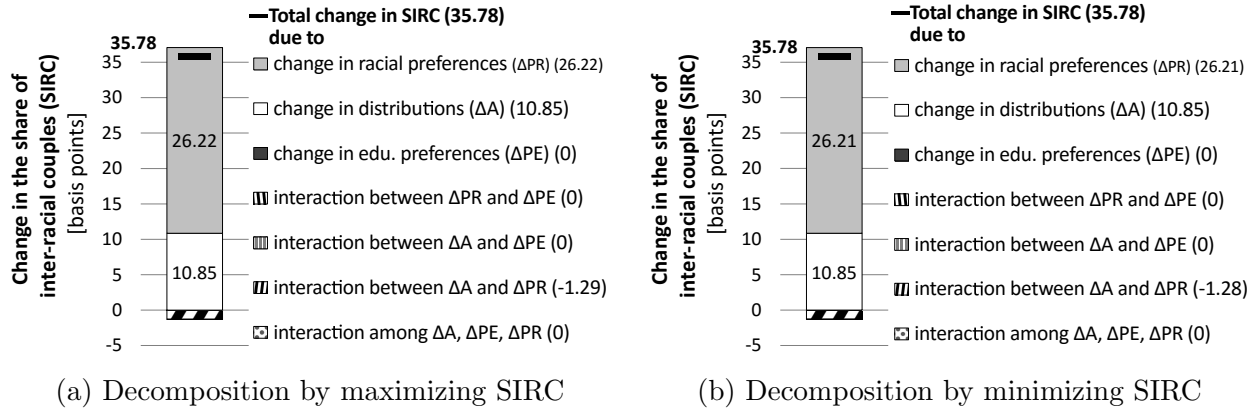 Change in the share of
inter-racial couples (SIRC)
[basis points]
35.78
35
30
25
20
15
10
5
0
-5
26.22
10.85
Total change in SIRC (35.78)
due to
change in racial preferences (ΔPR) (26.22)
change in distributions (ΔA) (10.85)
change in edu. preferences (ΔPE) (0)
interaction between ΔPR and ΔPE (0)
interaction between ΔA and ΔPE (0)
interaction between ΔA and ΔPR (-1.29)
interaction among ΔA, ΔPE, ΔPR (0)
(a) Decomposition by maximizing SIRC
Change in the share of
inter-racial couples (SIRC)
[basis points]
35.78
35
30
25
20
15
10
5
0
-5
26.21
10.85
Total change in SIRC (35.78)
due to
change in racial preferences (ΔPR) (26.21)
change in distributions (ΔA) (10.85)
change in edu. preferences (ΔPE) (0)
interaction between ΔPR and ΔPE (0)
interaction between ΔA and ΔPE (0)
interaction between ΔA and ΔPR (-1.28)
interaction among ΔA, ΔPE, ΔPR (0)
(b) Decomposition by minimizing SIRC